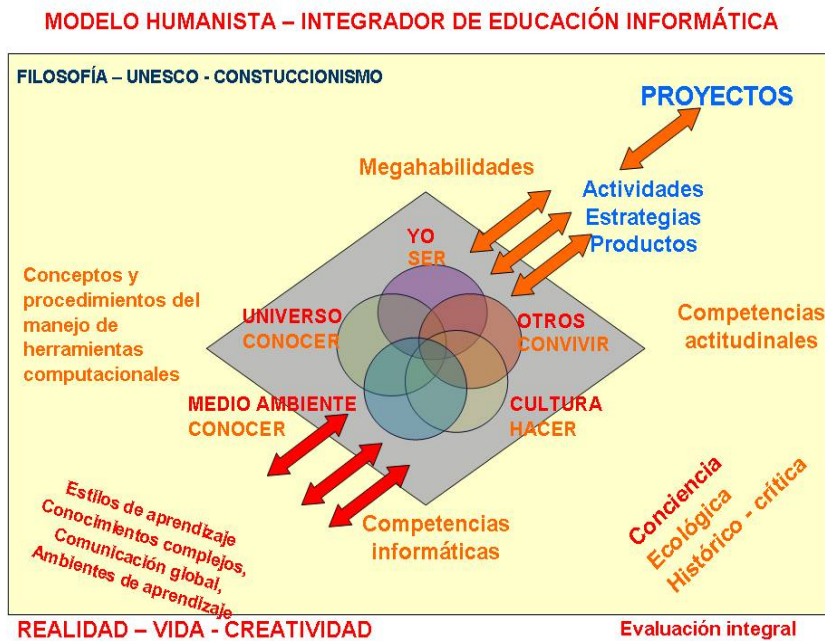 MODELO HUMANISTA – INTEGRADOR DE EDUCACIÓN INFORMÁTICA
FILOSOFÍA – UNESCO - CONSTUCCIONISMO
PROYECTOS
Megahabilidades
Actividades
Estrategias
Productos
YO
SER
Conceptos y
procedimientos del
manejo de
herramientas
computacionales
UNIVERSO
CONOCER
OTROS
CONVIVIR
Competencias
actitudinales
MEDIO AMBIENTE
CONOCER
CULTURA
HACER
Estilos de aprendizaje
Conocimientos complejos,
Comunicación global,
Ambientes de aprendizaje
Competencias
informáticas
Conciencia
Ecológica
Histórico - crítica
REALIDAD – VIDA - CREATIVIDAD
Evaluación integral